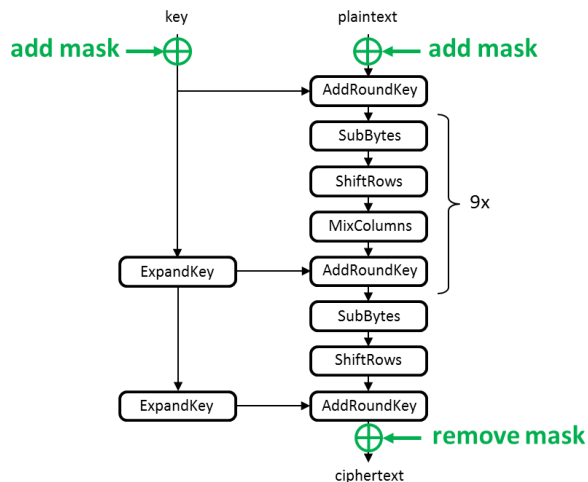 key
plaintext
add mask
add mask
AddRoundKey
SubBytes
ShiftRows
9x
MixColumns
ExpandKey
AddRoundKey
SubBytes
ShiftRows
ExpandKey
AddRoundKey
remove mask
ciphertext